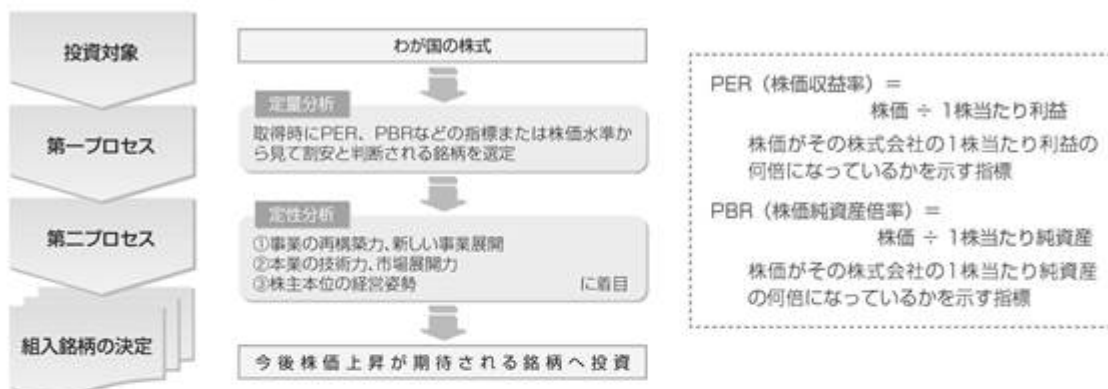 投資対象
わが国の株式
第一プロセス
定量分析
取得時にPER、PBRなどの指標または株価水準か
ら見て割安と判断される銘柄を選定
第二プロセス
定性分析
①事業の再構築力、新しい事業展開
②本業の技術力、市場展開力
③株主本位の経営姿勢 に着目
組入銘柄の決定
今後株価上昇が期待される銘柄へ投資
PER（株価収益率）＝
株価 ÷ 1株当たり利益
株価がその株式会社の1株当たり利益の
何倍になっているかを示す指標
PBR（株価純資産倍率）＝
株価 ÷ 1株当たり純資産
株価がその株式会社の1株当たり純資産
の何倍になっているかを示す指標